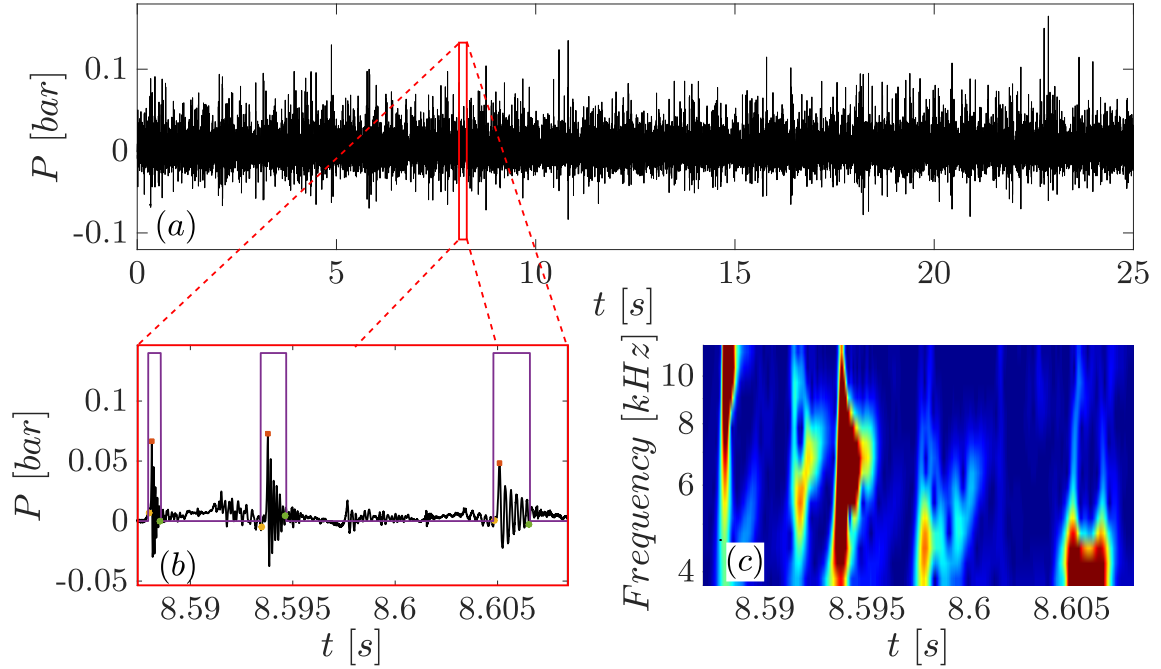 P [bar]
0.1
0
-0.1
(a)
0 5 10 15 20 25
t [s]
P [bar]
0.1
0.05
0
-0.05
(b)
8.59 8.595 8.6 8.605
t [s]
Frequency [kHz]
10
8
6
4
(c)
8.59 8.595 8.6 8.605
t [s]